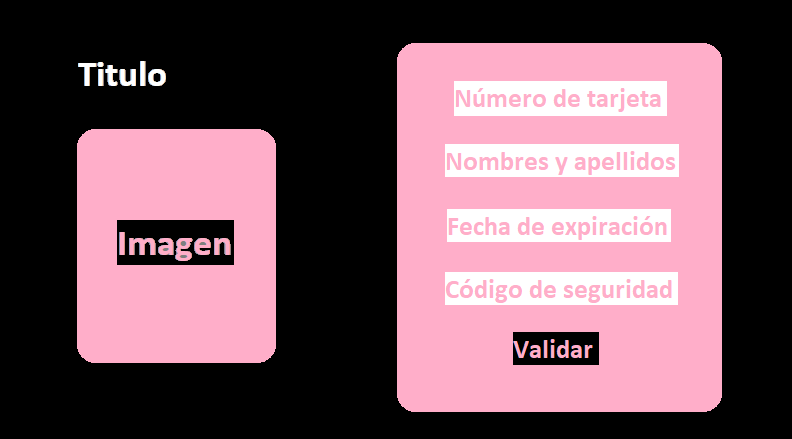 Titulo
Imagen
Número de tarjeta
Nombres y apellidos
Fecha de expiración
Código de seguridad
Validar